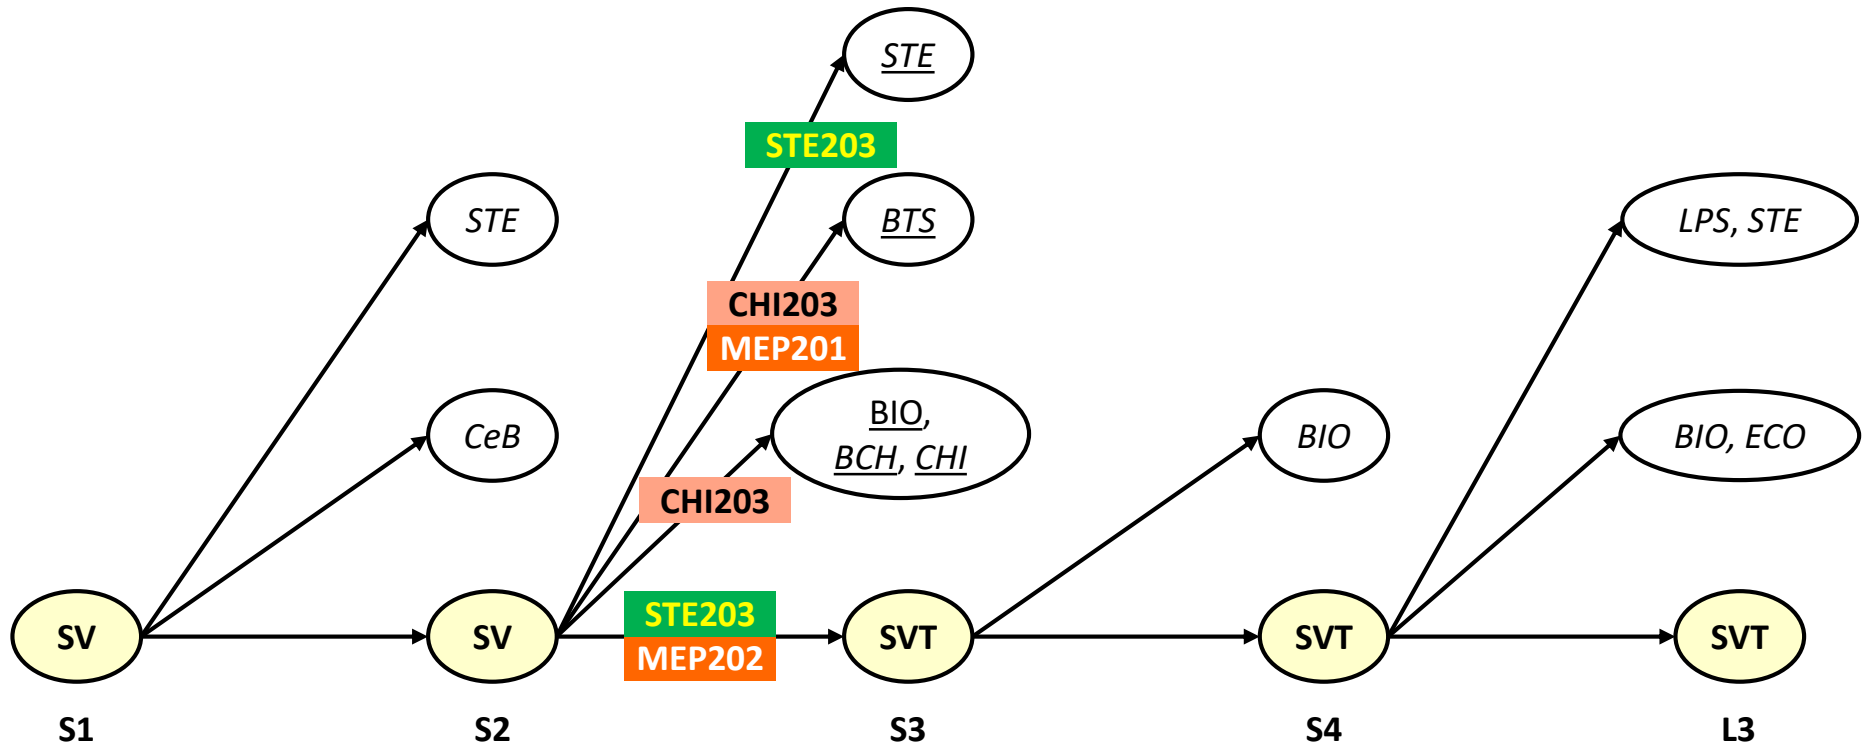 STE
STE203
STE
BTS
LPS, STE
CHI203
MEP201
CeB
BIO,
BCH, CHI
BIO
BIO, ECO
CHI203
STE203
SV
SV
SVT
SVT
SVT
MEP202
S1
S2
S3
S4
L3